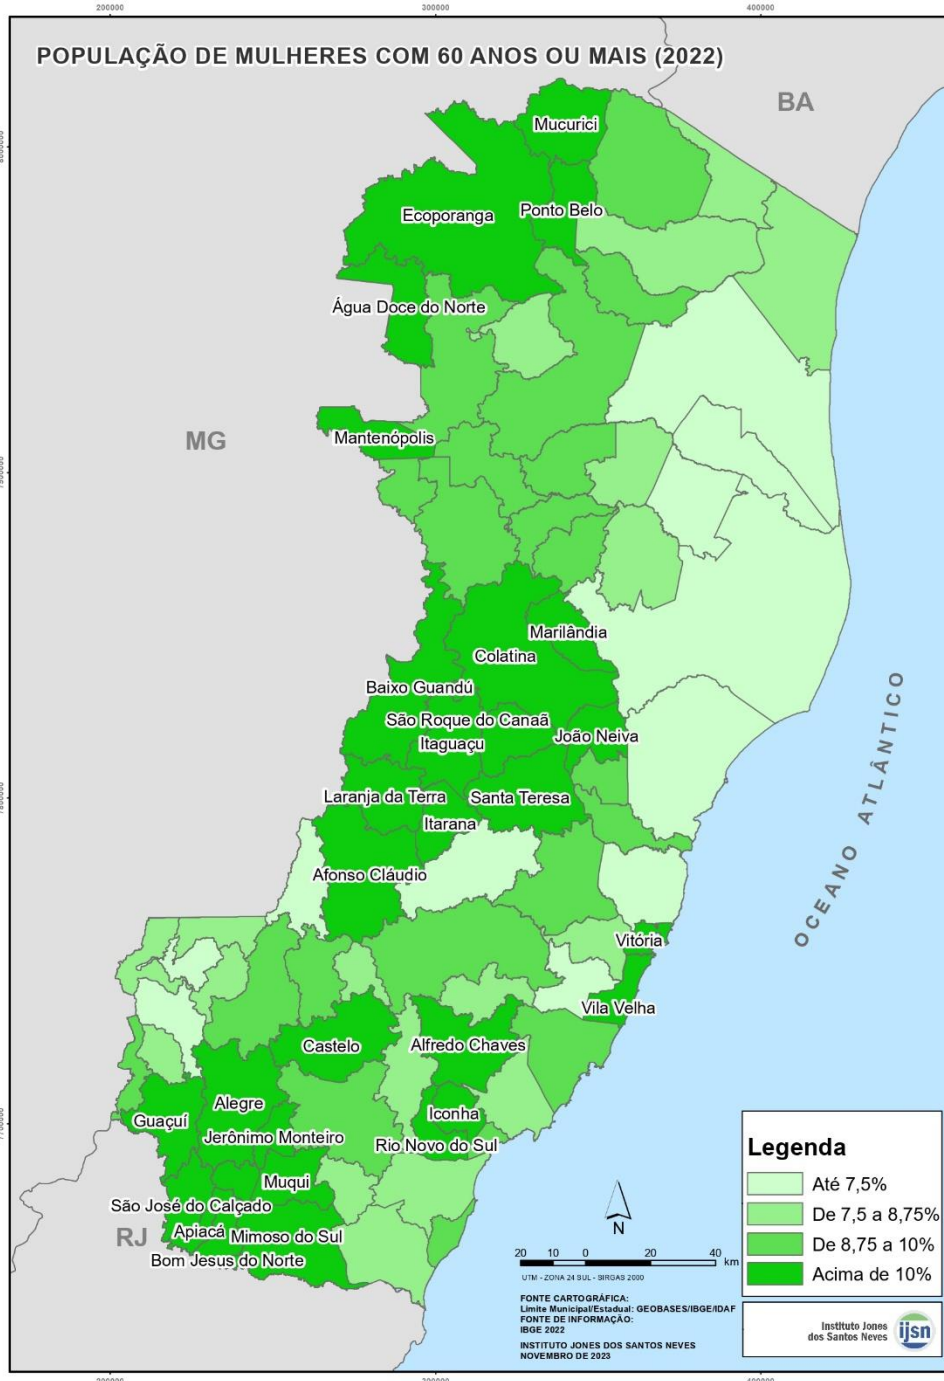 200000 300000 400000
POPULAÇÃO DE MULHERES COM 60 ANOS OU MAIS (2022)
BA
Mucurici
Ecoporanga
Ponto Belo
Água Doce do Norte
MG
Mantenópolis
Marilândia
Colatina
Baixo Guandú
São Roque do Canaã
João Neiva
Itaguaçu
Laranja da Terra
Santa Teresa
Itarana
Afonso Cláudio
OCEANO ATLÂNTICO
Vitória
Vila Velha
Castelo
Alfredo Chaves
Alegre
Guaçuí
Iconha
Jerônimo Monteiro
Rio Novo do Sul
Muqui
São José do Calçado
Apiacá
Mimoso do Sul
RJ
Bom Jesus do Norte
N
20 10 0 20 40 km
UTM - ZONA 24 SUL - SIRGAS 2000
FONTE CARTOGRÁFICA:
Limite Municipal/Estadual: GEOBASES/IBGE/IDAF
FONTE DE INFORMAÇÃO:
IBGE 2022
INSTITUTO JONES DOS SANTOS NEVES
NOVEMBRO DE 2023
Legenda
Até 7,5%
De 7,5 a 8,75%
De 8,75 a 10%
Acima de 10%
Instituto Jones
dos Santos Neves
ijsn
200000 300000 400000